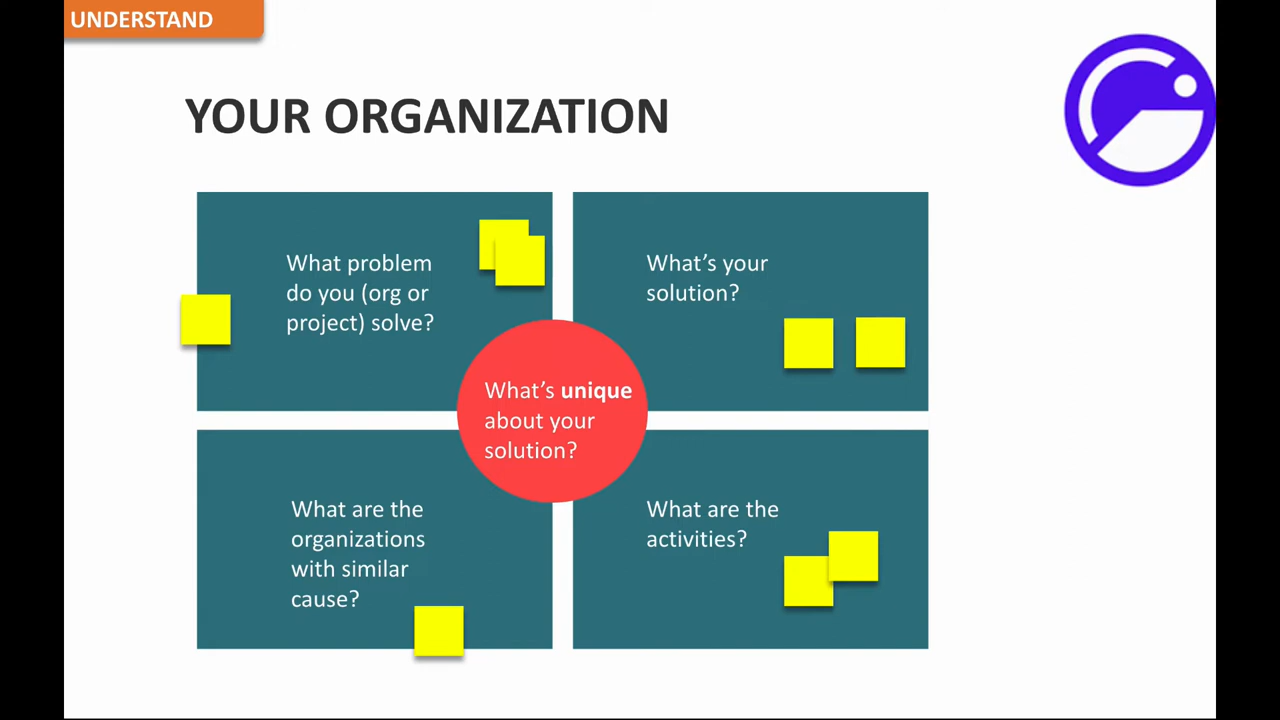 UNDERSTAND
YOUR ORGANIZATION
What problem
do you (org or
project) solve?
What’s your
solution?
What’s unique
about your
solution?
What are the
organizations
with similar
cause?
What are the
activities?